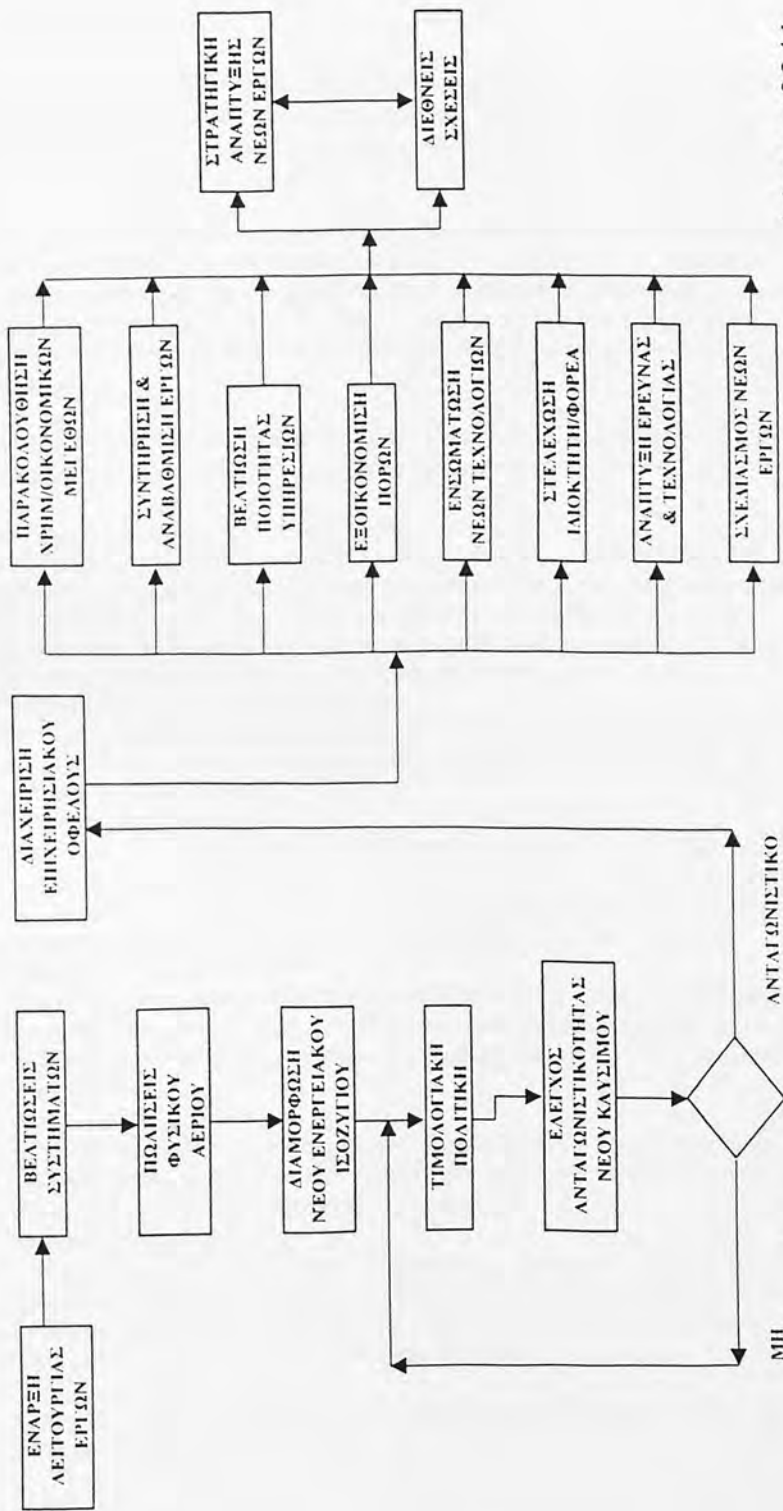 ΕΝΑΡΞΗ
ΛΕΙΤΟΥΡΓΙΑΣ
ΕΡΓΩΝ
ΒΕΛΤΙΩΣΕΙΣ
ΣΥΣΤΗΜΑΤΩΝ
ΠΩΛΗΣΕΙΣ
ΦΥΣΙΚΟΥ
ΑΕΡΙΟΥ
ΔΙΑΜΟΡΦΩΣΗ
ΝΕΟΥ ΕΝΕΡΓΕΙΑΚΟΥ
ΙΣΟΖΥΓΙΟΥ
ΤΙΜΟΛΟΓΙΑΚΗ
ΠΟΛΙΤΙΚΗ
ΕΛΕΓΧΟΣ
ΑΝΤΑΓΩΝΙΣΤΙΚΟΤΗΤΑΣ
ΝΕΟΥ ΚΑΥΣΙΜΟΥ
ΜΗ
ΑΝΤΑΓΩΝΙΣΤΙΚΟ
ΔΙΑΧΕΙΡΙΣΗ
ΕΠΙΧΕΙΡΗΣΙΑΚΟΥ
ΟΦΕΛΟΥΣ
ΠΑΡΑΚΟΛΟΥΘΗΣΗ
ΧΡΗΜ/ΟΙΚΟΝΟΜΙΚΩΝ
ΜΕΓΕΘΩΝ
ΣΥΝΤΗΡΗΣΗ &
ΑΝΑΒΑΘΜΙΣΗ ΕΡΓΩΝ
ΒΕΛΤΙΩΣΗ
ΠΟΙΟΤΗΤΑΣ
ΥΠΗΡΕΣΙΩΝ
ΕΞΟΙΚΟΝΟΜΙΣΗ
ΠΟΡΩΝ
ΕΝΣΩΜΑΤΩΣΗ
ΝΕΩΝ ΤΕΧΝΟΛΟΓΙΩΝ
ΣΤΕΛΕΧΩΣΗ
ΙΔΙΟΚΤΗΤΗ/ΦΟΡΕΑ
ΑΝΑΠΤΥΞΗ ΕΡΕΥΝΑΣ
& ΤΕΧΝΟΛΟΓΙΑΣ
ΣΧΕΔΙΑΣΜΟΣ ΝΕΩΝ
ΕΡΓΩΝ
ΣΤΡΑΤΗΓΙΚΗ
ΑΝΑΠΤΥΞΗΣ
ΝΕΩΝ ΕΡΓΩΝ
ΔΙΕΘΝΕΙΣ
ΣΧΕΣΕΙΣ